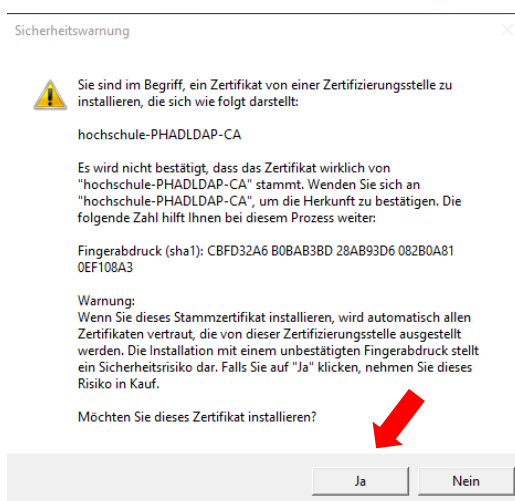 Sicherheitswarnung
Sie sind im Begriff, ein Zertifikat von einer Zertifizierungsstelle zu
installieren, die sich wie folgt darstellt:
hochschule-PHADLDAP-CA
Es wird nicht bestätigt, dass das Zertifikat wirklich von
"hochschule-PHADLDAP-CA" stammt. Wenden Sie sich an
"hochschule-PHADLDAP-CA", um die Herkunft zu bestätigen. Die
folgende Zahl hilft Ihnen bei diesem Prozess weiter:
Fingerabdruck (sha1): CBFD32A6 B0BAB3BD 28AB93D6 082B0A81
0EF108A3
Warnung:
Wenn Sie dieses Stammzertifikat installieren, wird automatisch allen
Zertifikaten vertraut, die von dieser Zertifizierungsstelle ausgestellt
werden. Die Installation mit einem unbestätigten Fingerabdruck stellt
ein Sicherheitsrisiko dar. Falls Sie auf "Ja" klicken, nehmen Sie dieses
Risiko in Kauf.
Möchten Sie dieses Zertifikat installieren?
Ja
Nein